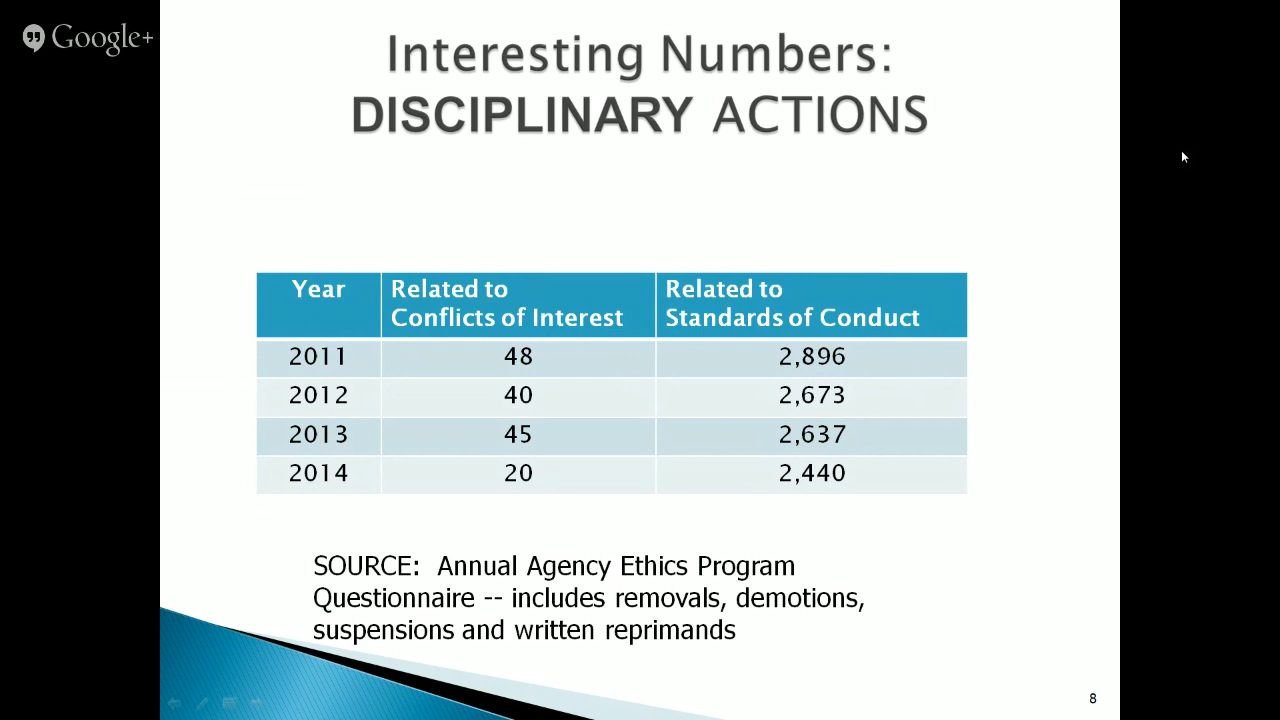 Google+
Interesting Numbers:
DISCIPLINARY ACTIONS
Year Related to Conflicts of Interest Related to Standards of Conduct
2011 48 2,896
2012 40 2,673
2013 45 2,637
2014 20 2,440
SOURCE: Annual Agency Ethics Program
Questionnaire -- includes removals, demotions,
suspensions and written reprimands
8